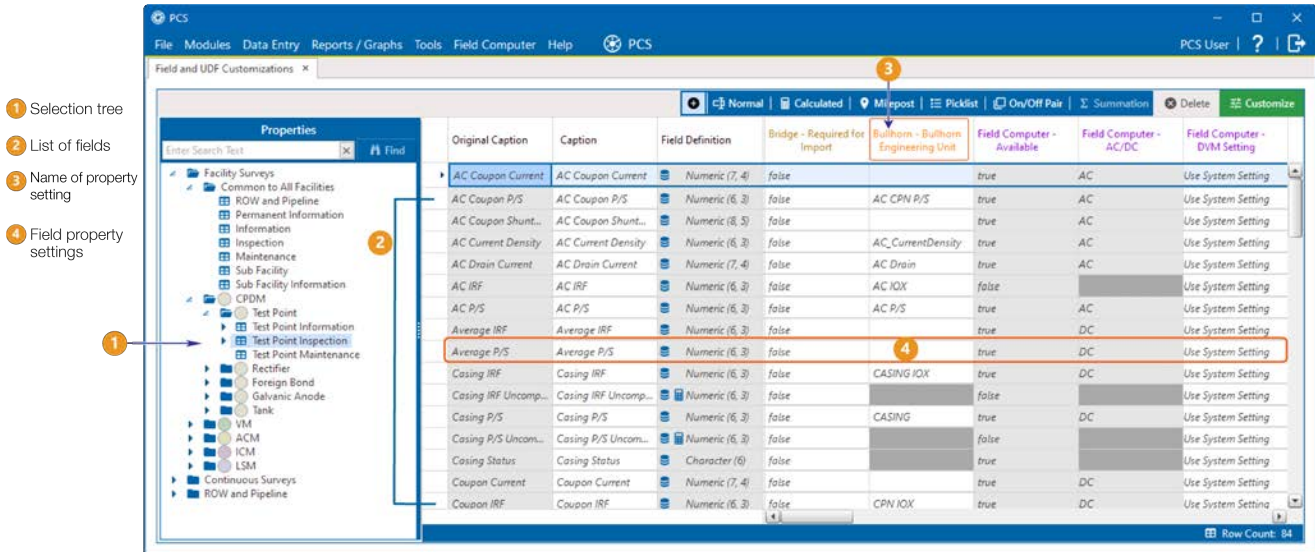 PCS
File Modules Data Entry Reports / Graphs Tools Field Computer Help PCS
PCS User | ? |
Field and UDF Customizations ×
1 Selection tree
2 List of fields
3 Name of property
setting
4 Field property
settings
3
Normal | Calculated | Milepost | Picklist | On/Off Pair | Σ Summation Delete Customize
Properties
Enter Search Text × Find
Facility Surveys
Common to All Facilities
ROW and Pipeline
Permanent Information
Information
Inspection
Maintenance
Sub Facility
Sub Facility Information
CPDM
Test Point
Test Point Information
Test Point Inspection
Test Point Maintenance
Rectifier
Foreign Bond
Galvanic Anode
Tank
VM
ACM
ICM
LSM
Continuous Surveys
ROW and Pipeline
1
2
4
Original Caption Caption Field Definition Bridge - Required for Import Bullhorn - Bullhorn Engineering Unit Field Computer - Available Field Computer - AC/DC Field Computer - DVM Setting
AC Coupon Current AC Coupon Current Numeric (7, 4) false true AC Use System Setting
AC Coupon P/S AC Coupon P/S Numeric (6, 3) false AC CPN P/S true AC Use System Setting
AC Coupon Shunt... AC Coupon Shunt... Numeric (8, 5) false true AC Use System Setting
AC Current Density AC Current Density Numeric (6, 3) false AC_CurrentDensity true AC Use System Setting
AC Drain Current AC Drain Current Numeric (7, 4) false AC Drain true AC Use System Setting
AC IRF AC IRF Numeric (6, 3) false AC IOX false Use System Setting
AC P/S AC P/S Numeric (6, 3) false AC P/S true AC Use System Setting
Average IRF Average IRF Numeric (6, 3) false true DC Use System Setting
Average P/S Average P/S Numeric (6, 3) false true DC Use System Setting
Casing IRF Casing IRF Numeric (6, 3) false CASING IOX true DC Use System Setting
Casing IRF Uncomp... Casing IRF Uncomp... Numeric (6, 3) false false Use System Setting
Casing P/S Casing P/S Numeric (6, 3) false CASING true DC Use System Setting
Casing P/S Uncom... Casing P/S Uncom... Numeric (6, 3) false false Use System Setting
Casing Status Casing Status Character (6) false true Use System Setting
Coupon Current Coupon Current Numeric (7, 4) false true DC Use System Setting
Coupon IRF Coupon IRF Numeric (6, 3) false CPN IOX true DC Use System Setting
Row Count: 84